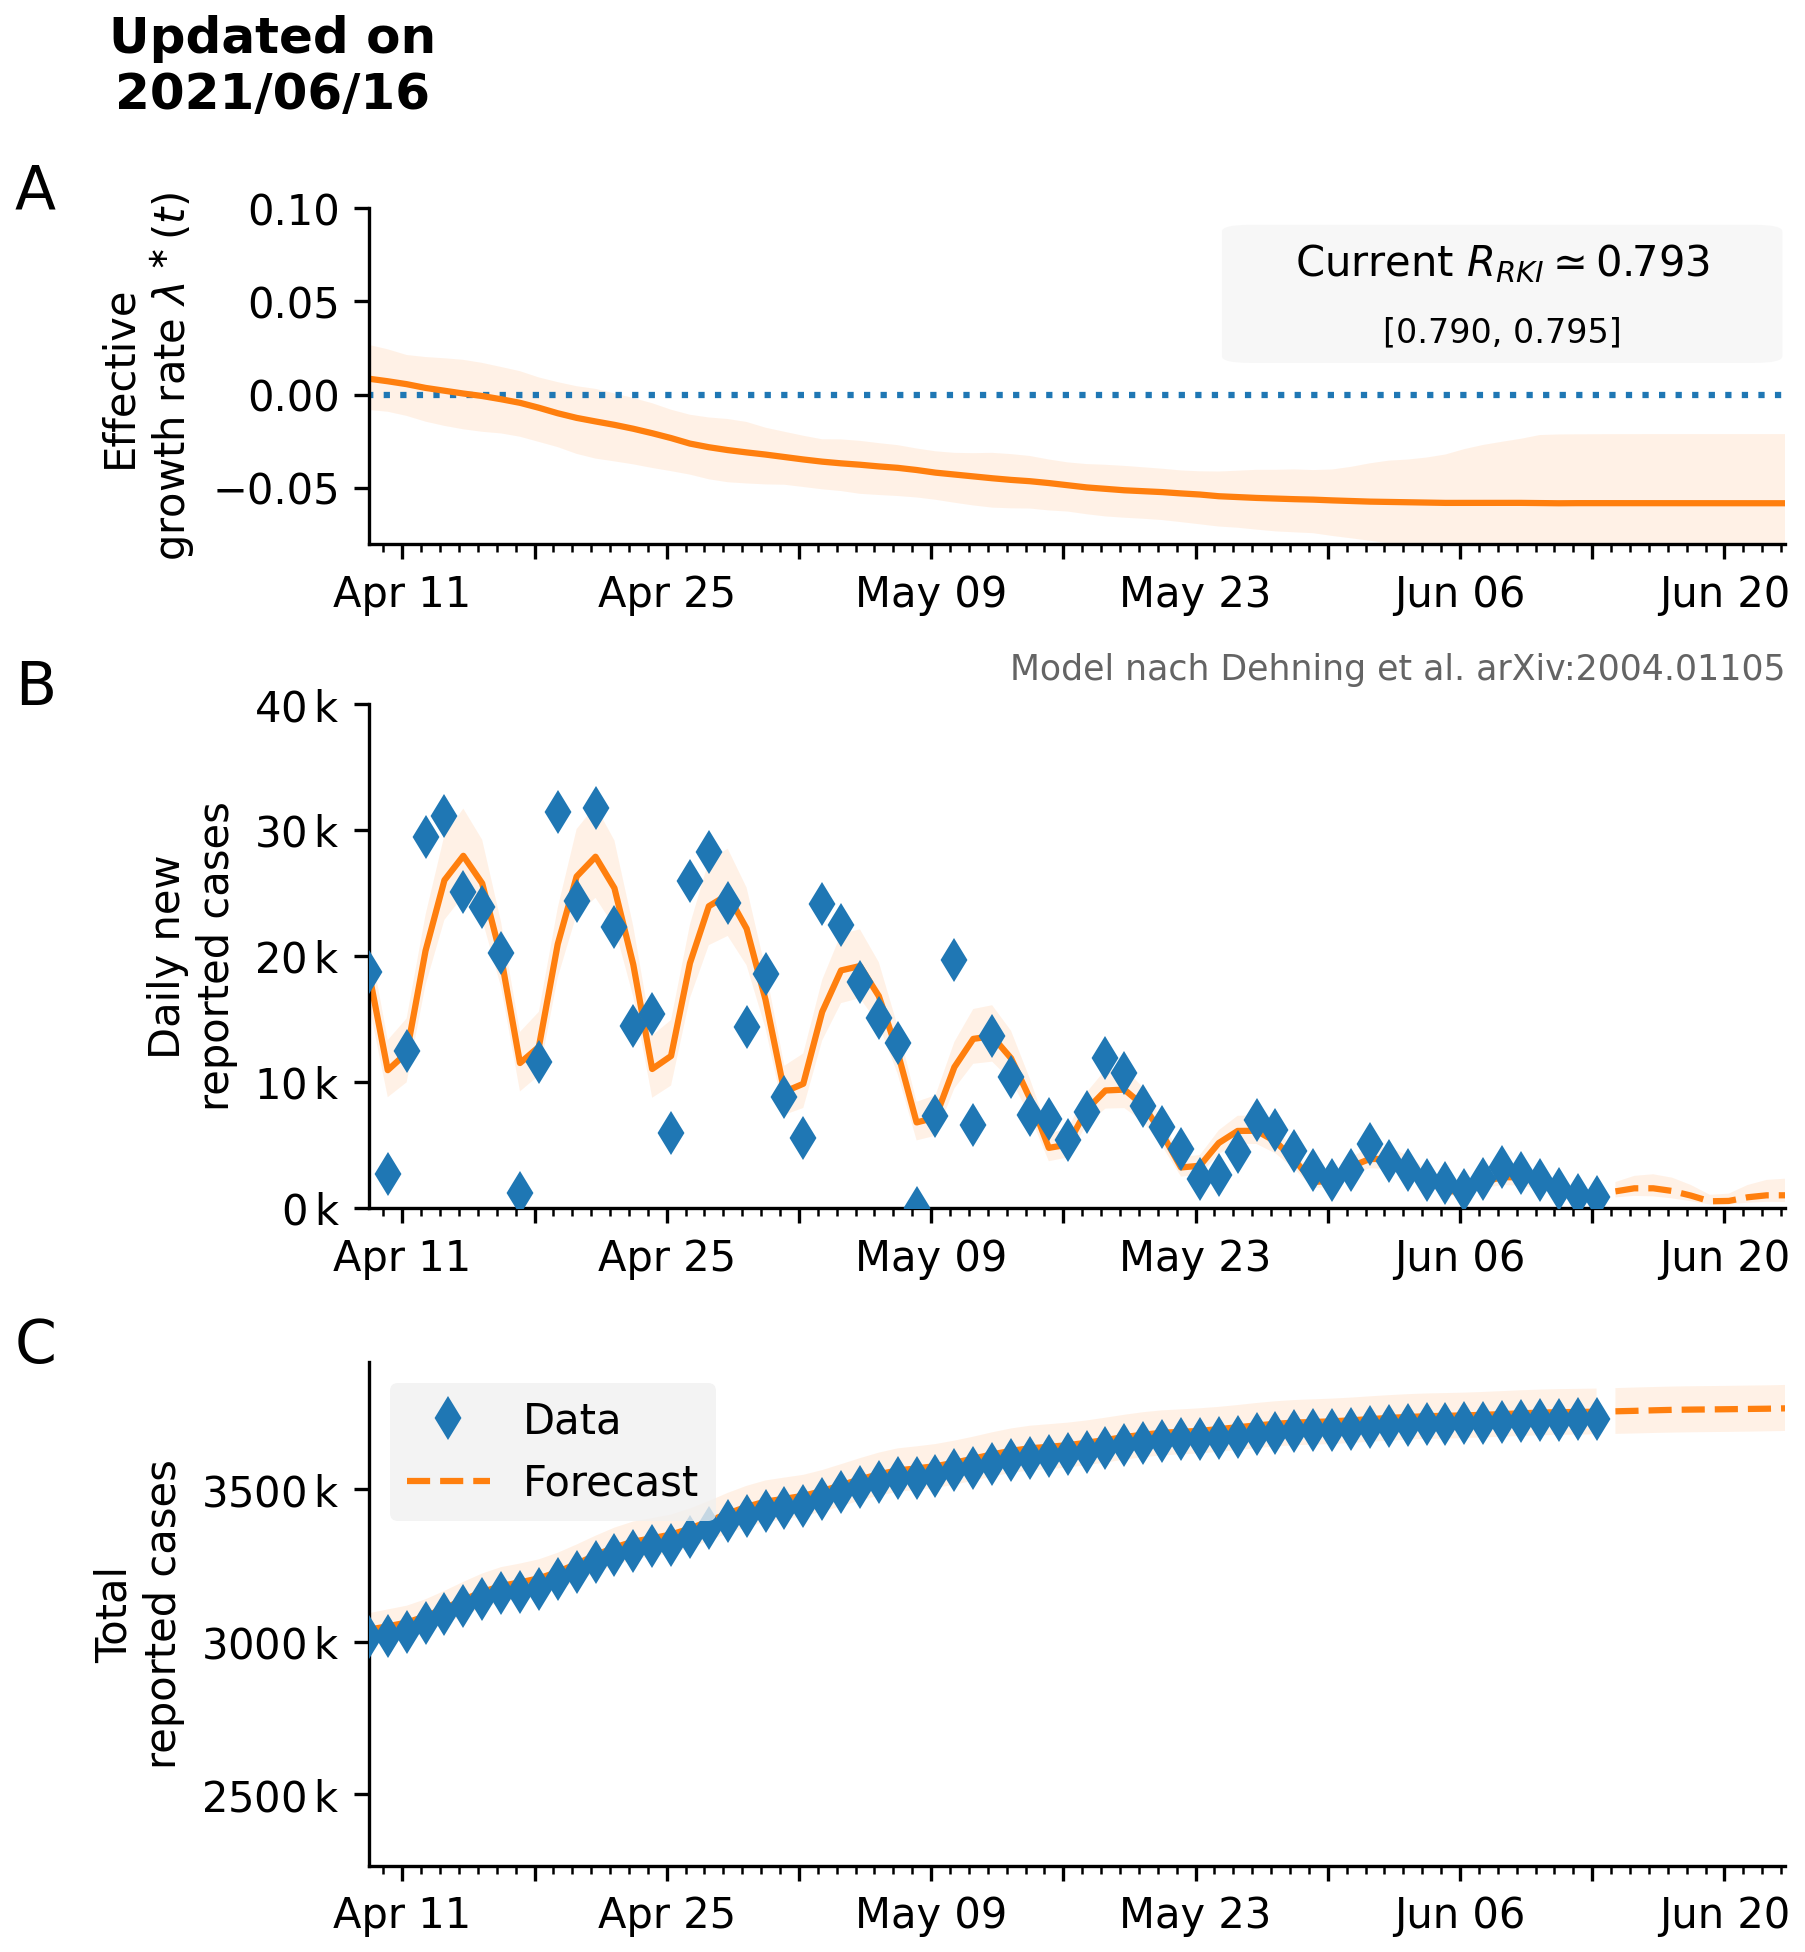 Updated on
2021/06/16
A
Effective
growth rate λ * (t)
0.10
0.05
0.00
−0.05
Current R_RKI ≃ 0.793
[0.790, 0.795]
Apr 11 Apr 25 May 09 May 23 Jun 06 Jun 20
Model nach Dehning et al. arXiv:2004.01105
B
Daily new
reported cases
40 k
30 k
20 k
10 k
0 k
Apr 11 Apr 25 May 09 May 23 Jun 06 Jun 20
C
Total
reported cases
Data
Forecast
3500 k
3000 k
2500 k
Apr 11 Apr 25 May 09 May 23 Jun 06 Jun 20